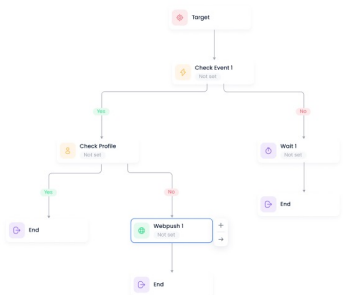 Target
Check Event 1
Not set
Yes
No
Check Profile
Not set
Wait 1
Not set
Yes
No
End
Webpush 1
Not set
End
End